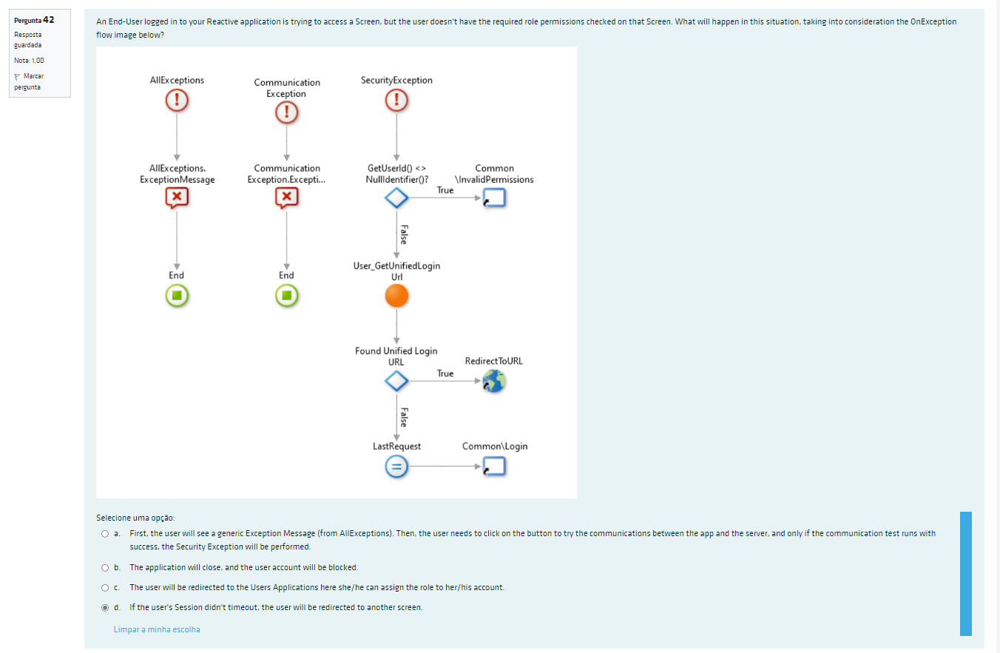 Pergunta 42
Resposta
guardada
Nota: 1,00
Marcar
pergunta
An End-User logged in to your Reactive application is trying to access a Screen, but the user doesn't have the required role permissions checked on that Screen. What will happen in this situation, taking into consideration the OnException
flow image below?
AllExceptions
Communication
Exception
SecurityException
AllExceptions.
ExceptionMessage
Communication
Exception.Excepti...
GetUserId() <>
NullIdentifier()?
Common
\InvalidPermissions
True
False
User_GetUnifiedLogin
Url
End
End
Found Unified Login
URL
RedirectToURL
True
False
LastRequest
Common\Login
Selecione uma opção:
a. First, the user will see a generic Exception Message (from AllExceptions). Then, the user needs to click on the button to try the communications between the app and the server, and only if the communication test runs with
success, the Security Exception will be performed.
b. The application will close, and the user account will be blocked.
c. The user will be redirected to the Users Applications here she/he can assign the role to her/his account.
d. If the user's Session didn't timeout, the user will be redirected to another screen.
Limpar a minha escolha